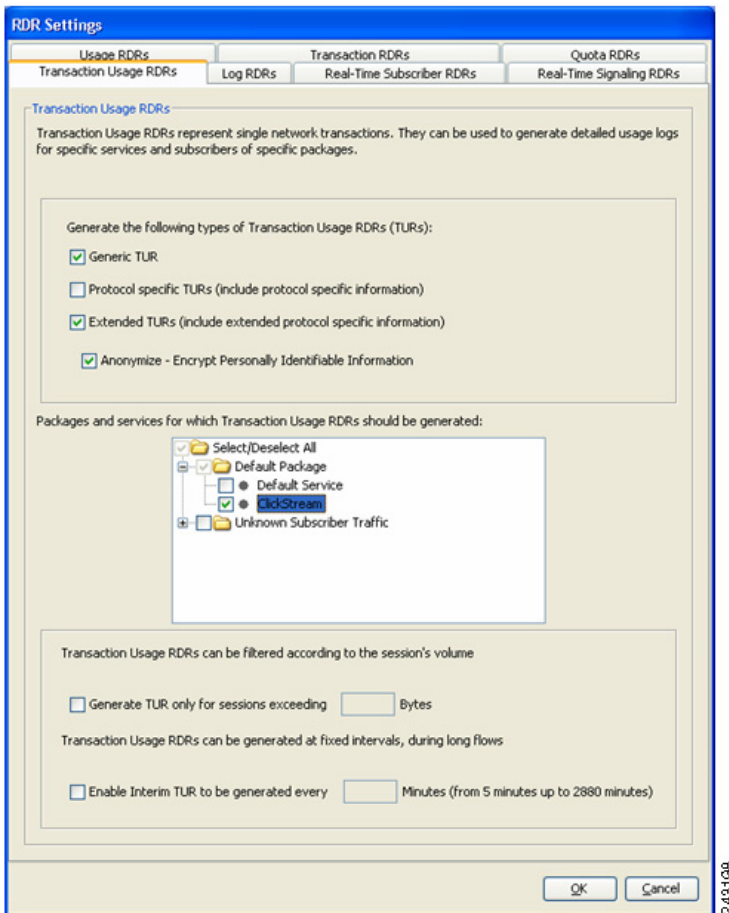 RDR Settings
Usage RDRs
Transaction RDRs
Quota RDRs
Transaction Usage RDRs
Log RDRs
Real-Time Subscriber RDRs
Real-Time Signaling RDRs
Transaction Usage RDRs
Transaction Usage RDRs represent single network transactions. They can be used to generate detailed usage logs
for specific services and subscribers of specific packages.
Generate the following types of Transaction Usage RDRs (TURs):
Generic TUR
Protocol specific TURs (include protocol specific information)
Extended TURs (include extended protocol specific information)
Anonymize - Encrypt Personally Identifiable Information
Packages and services for which Transaction Usage RDRs should be generated:
Select/Deselect All
Default Package
Default Service
ClickStream
Unknown Subscriber Traffic
Transaction Usage RDRs can be filtered according to the session's volume
Generate TUR only for sessions exceeding Bytes
Transaction Usage RDRs can be generated at fixed intervals, during long flows
Enable Interim TUR to be generated every Minutes (from 5 minutes up to 2880 minutes)
OK
Cancel